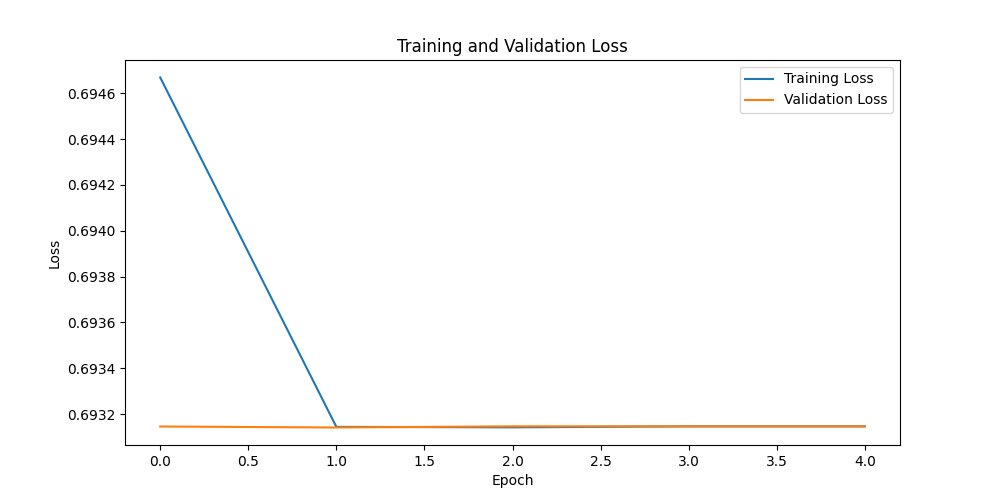 Training and Validation Loss
Training Loss
Validation Loss
Loss
0.6946
0.6944
0.6942
0.6940
0.6938
0.6936
0.6934
0.6932
0.0 0.5 1.0 1.5 2.0 2.5 3.0 3.5 4.0
Epoch